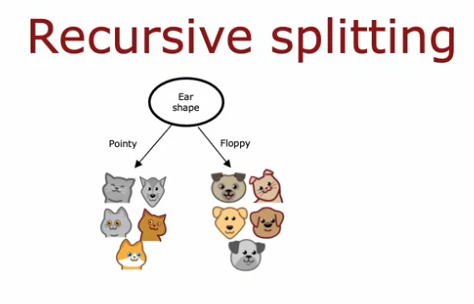 Recursive splitting
Ear
shape
Pointy
Floppy